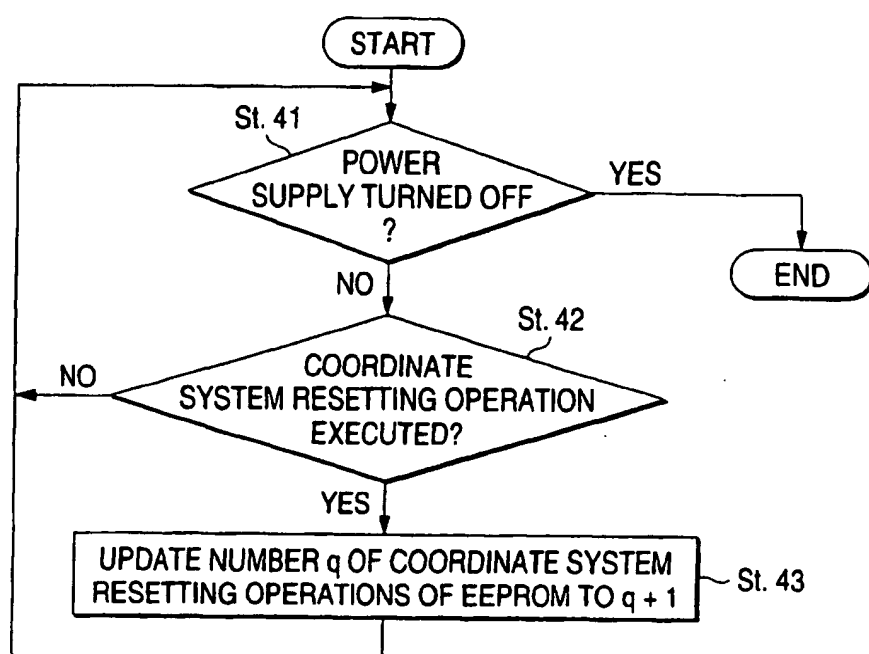 START
St. 41
POWER
SUPPLY TURNED OFF
?
YES
END
NO
St. 42
COORDINATE
SYSTEM RESETTING OPERATION
EXECUTED?
NO
YES
UPDATE NUMBER q OF COORDINATE SYSTEM
RESETTING OPERATIONS OF EEPROM TO q + 1
St. 43